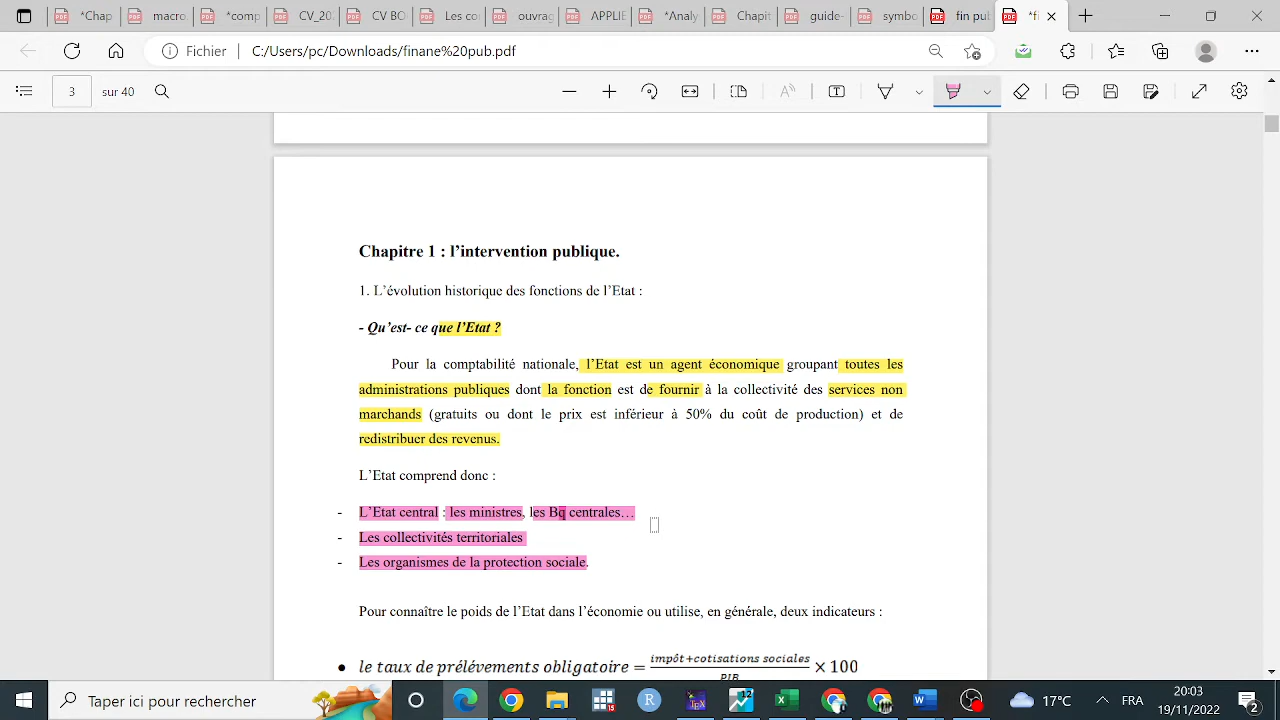 *Chap
macro
*comp
CV_20
CV BO
Les co
ouvrag
APPLIE
*Analy
Chapit
guide-
symbo
fin pub
*fi
Fichier
C:/Users/pc/Downloads/finane%20pub.pdf
3
sur 40
Chapitre 1 : l’intervention publique.
1. L’évolution historique des fonctions de l’Etat :
- Qu’est- ce que l’Etat ?
Pour la comptabilité nationale, l’Etat est un agent économique groupant toutes les
administrations publiques dont la fonction est de fournir à la collectivité des services non
marchands (gratuits ou dont le prix est inférieur à 50% du coût de production) et de
redistribuer des revenus.
L’Etat comprend donc :
- L’Etat central : les ministres, les Bq centrales…
- Les collectivités territoriales
- Les organismes de la protection sociale.
Pour connaître le poids de l’Etat dans l’économie ou utilise, en générale, deux indicateurs :
● le taux de prélévements obligatoire = impôt+cotisations sociales / PIB × 100
Taper ici pour rechercher
17°C
FRA
20:03
19/11/2022
2